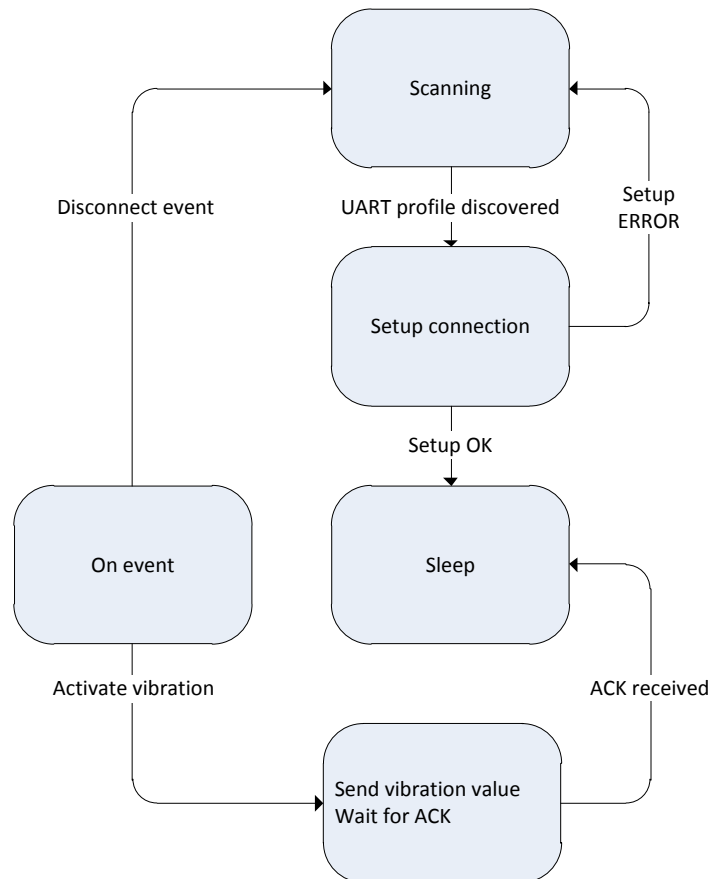 Scanning
Disconnect event
UART profile discovered
Setup
ERROR
Setup connection
Setup OK
On event
Sleep
Activate vibration
ACK received
Send vibration value
Wait for ACK